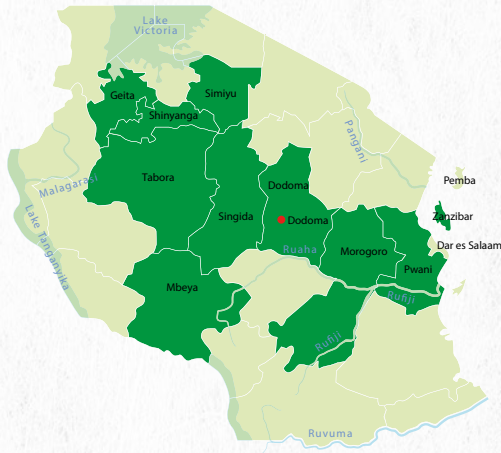 Lake
Victoria
Geita
Simiyu
Shinyanga
Pangani
Tabora
Malagarasi
Lake Tanganyika
Pemba
Dodoma
Singida
Dodoma
Zanzibar
Dar es Salaam
Ruaha
Morogoro
Pwani
Mbeya
Rufiji
Rufiji
Ruvuma